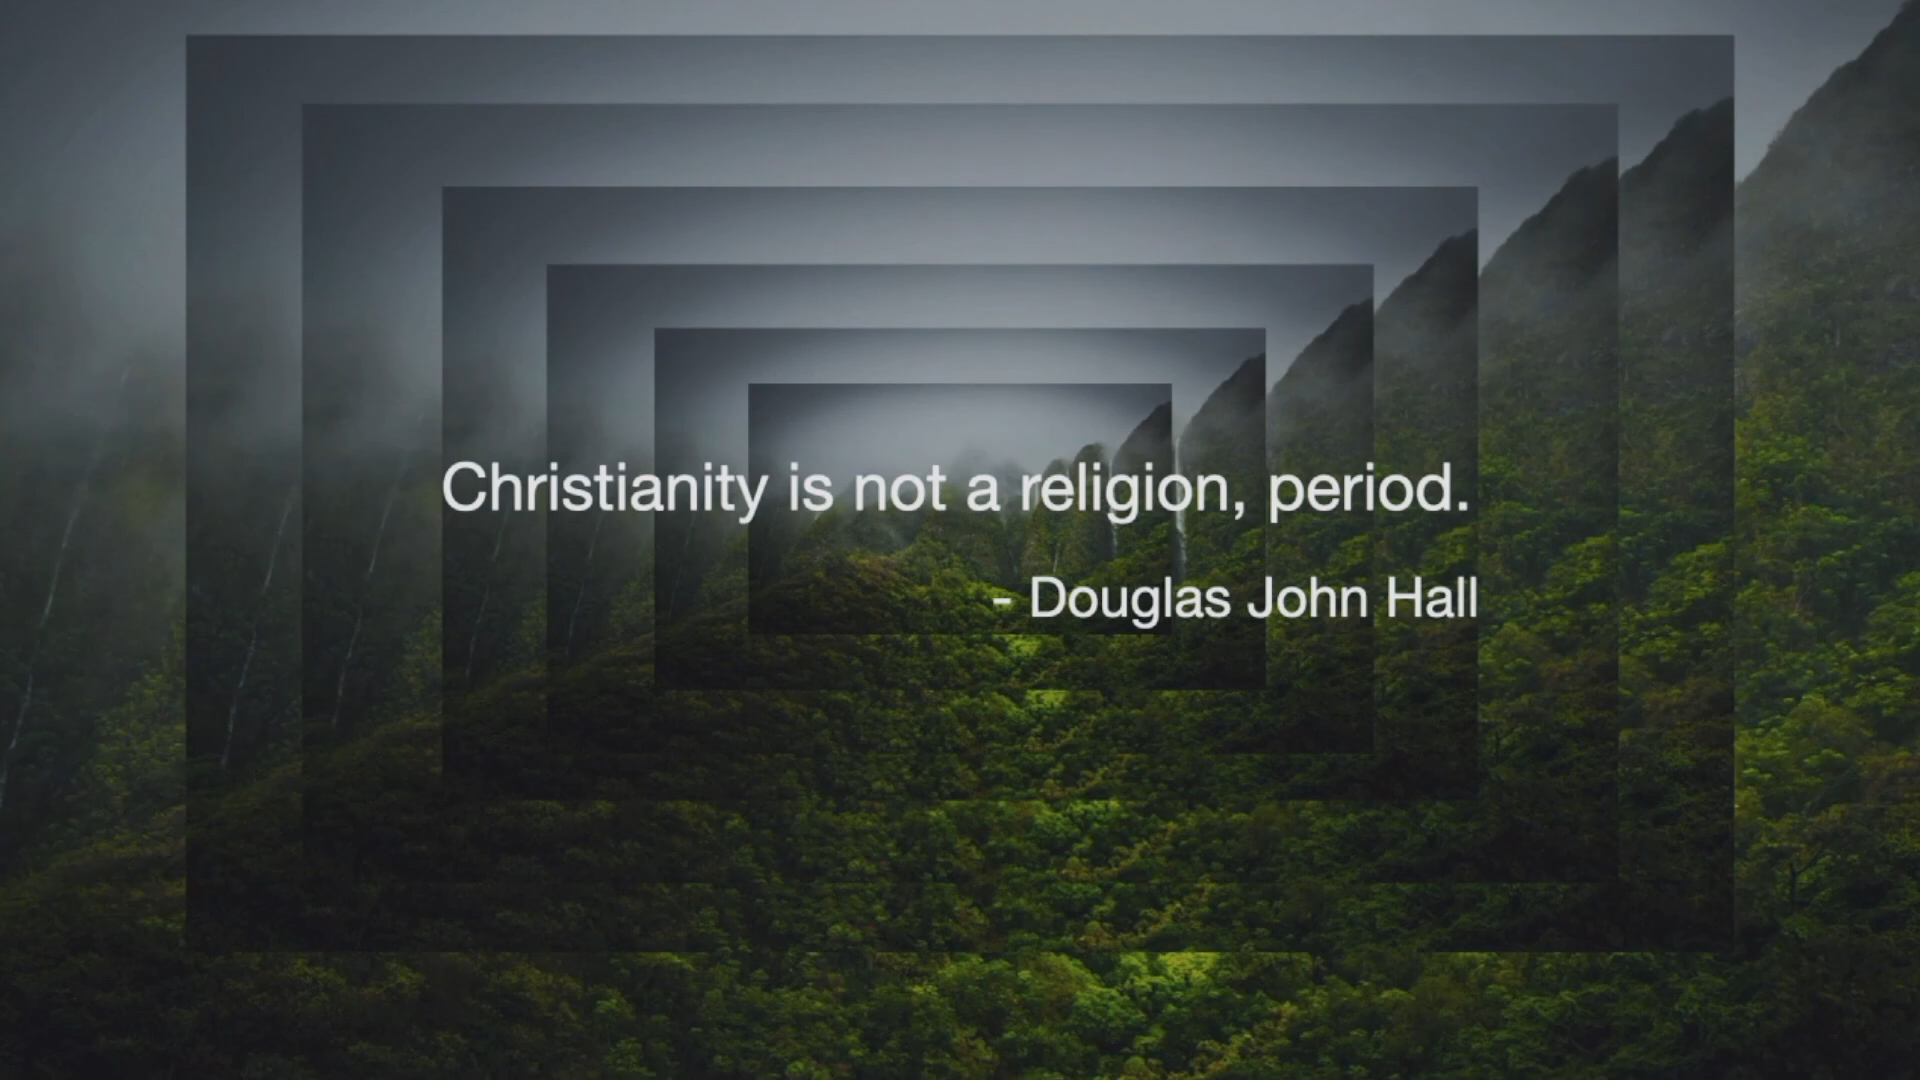 Christianity is not a religion, period.
- Douglas John Hall